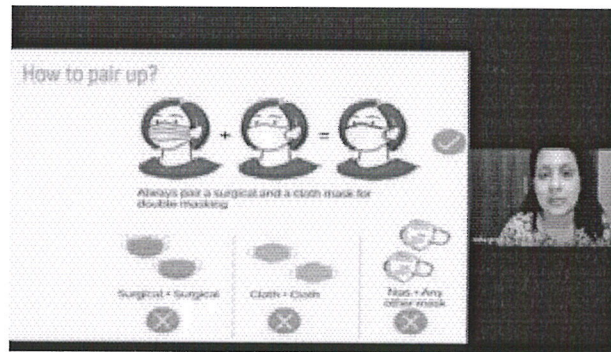 How to pair up?
+ =
Always pair a surgical and a cloth mask for
double masking
Surgical + Surgical
Cloth + Cloth
N95 + Any
other mask